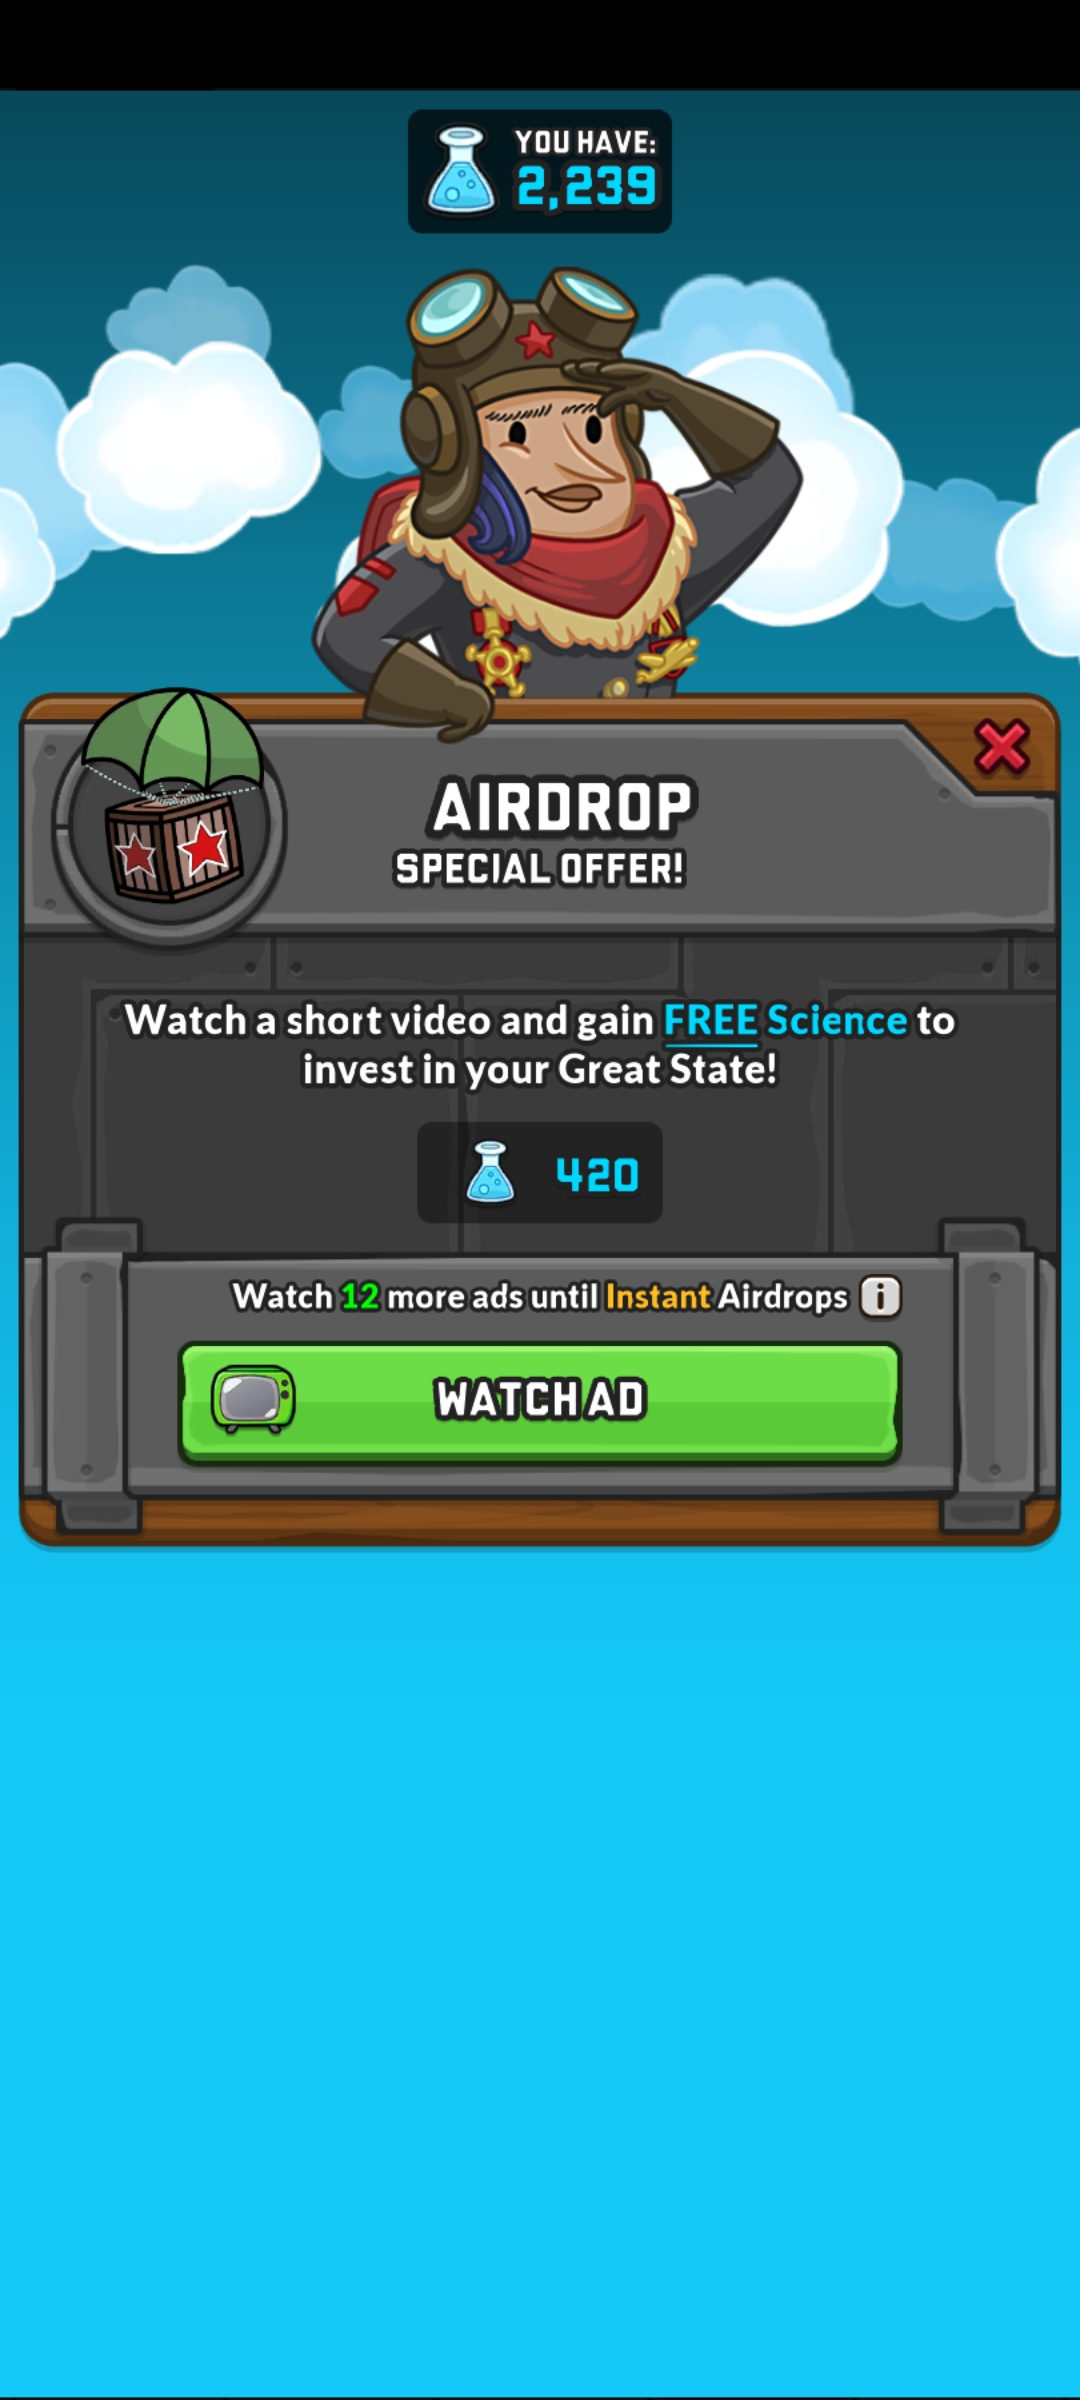 YOU HAVE:
2,239
AIRDROP
SPECIAL OFFER!
Watch a short video and gain FREE Science to
invest in your Great State!
420
Watch 12 more ads until Instant Airdrops i
WATCH AD